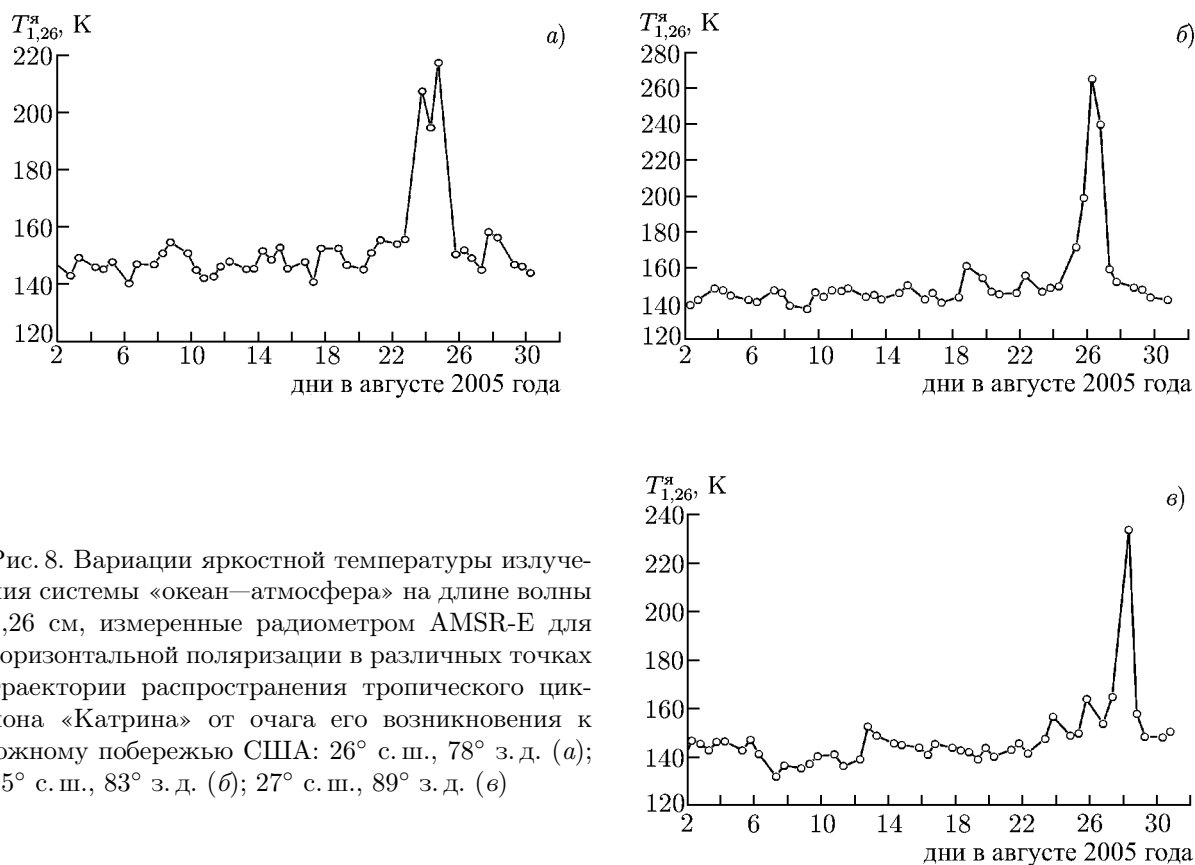 T^я_1,26, K
а)
220
200
180
160
140
120
2 6 10 14 18 22 26 30
дни в августе 2005 года
T^я_1,26, K
б)
280
260
240
220
200
180
160
140
120
2 6 10 14 18 22 26 30
дни в августе 2005 года
Рис. 8. Вариации яркостной температуры излуче-
ния системы «океан—атмосфера» на длине волны
,26 см, измеренные радиометром AMSR-E для
оризонтальной поляризации в различных точках
траектории распространения тропического цик-
лона «Катрина» от очага его возникновения к
южному побережью США: 26° с. ш., 78° з. д. (а);
5° с. ш., 83° з. д. (б); 27° с. ш., 89° з. д. (в)
T^я_1,26, K
в)
240
220
200
180
160
140
120
2 6 10 14 18 22 26 30
дни в августе 2005 года